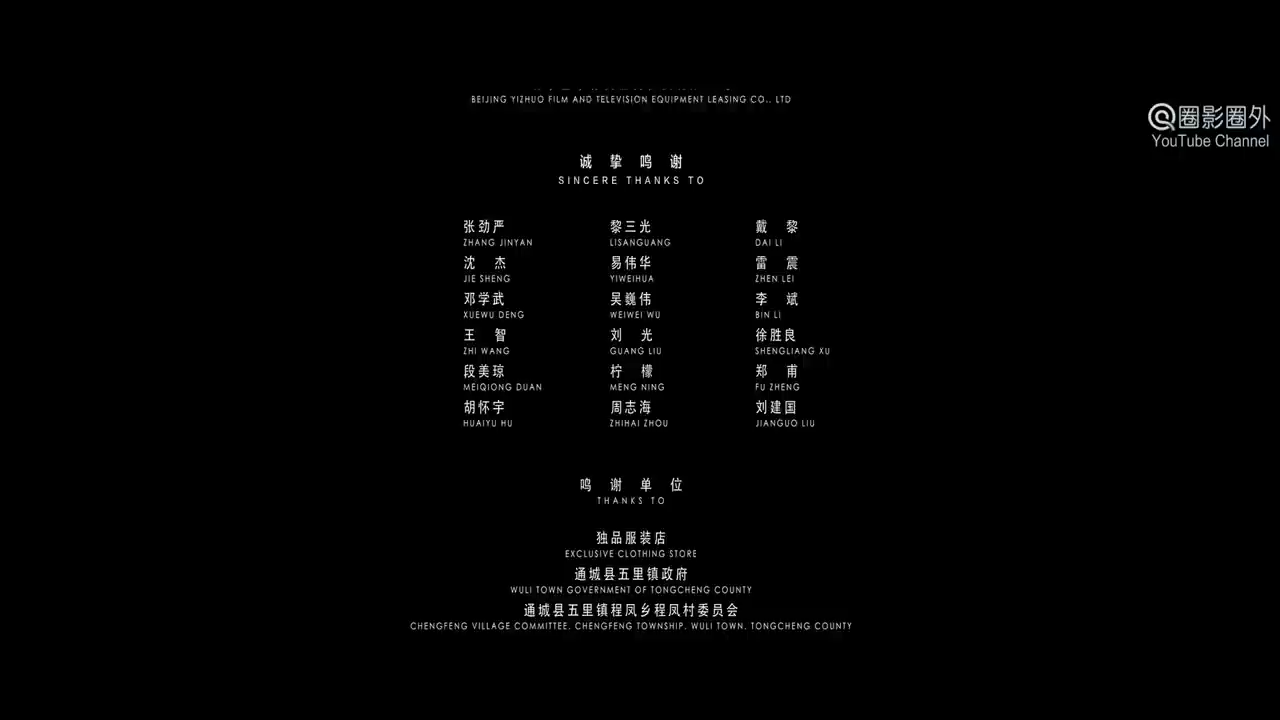 BEIJING YIZHUO FILM AND TELEVISION EQUIPMENT LEASING CO., LTD
圈影圈外
YouTube Channel
诚挚鸣谢
SINCERE THANKS TO
张劲严 黎三光 戴黎
ZHANG JINYAN LISANGUANG DAI LI
沈杰 易伟华 雷震
JIE SHENG YIWEIHUA ZHEN LEI
邓学武 吴巍伟 李斌
XUEWU DENG WEIWEI WU BIN LI
王智 刘光 徐胜良
ZHI WANG GUANG LIU SHENGLIANG XU
段美琼 柠檬 郑甫
MEIQIONG DUAN MENG NING FU ZHENG
胡怀宇 周志海 刘建国
HUAIYU HU ZHIHAI ZHOU JIANGUO LIU
鸣谢单位
THANKS TO
独品服装店
EXCLUSIVE CLOTHING STORE
通城县五里镇政府
WULI TOWN GOVERNMENT OF TONGCHENG COUNTY
通城县五里镇程凤乡程凤村委员会
CHENGFENG VILLAGE COMMITTEE, CHENGFENG TOWNSHIP, WULI TOWN, TONGCHENG COUNTY